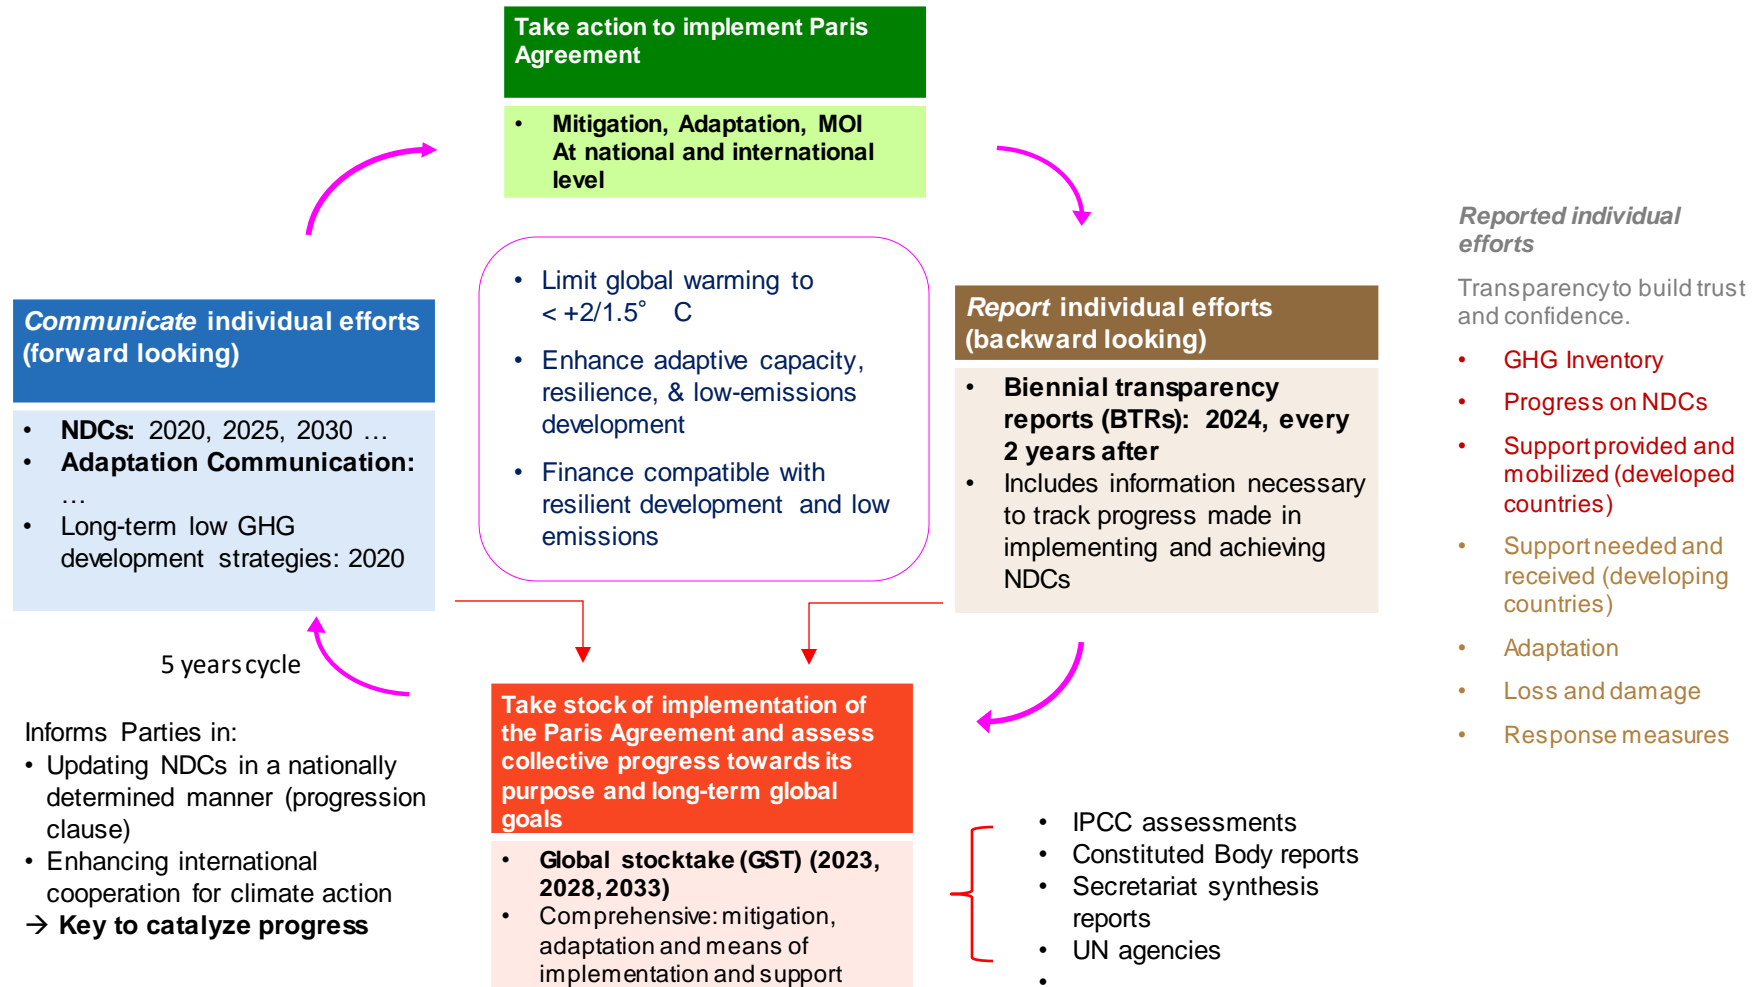 Take action to implement Paris
Agreement
• Mitigation, Adaptation, MOI
At national and international
level
Communicate individual efforts
(forward looking)
• NDCs: 2020, 2025, 2030 …
• Adaptation Communication:
…
• Long-term low GHG
development strategies: 2020
• Limit global warming to
< +2/1.5° C
• Enhance adaptive capacity,
resilience, & low-emissions
development
• Finance compatible with
resilient development and low
emissions
Report individual efforts
(backward looking)
• Biennial transparency
reports (BTRs): 2024, every
2 years after
• Includes information necessary
to track progress made in
implementing and achieving
NDCs
Reported individual
efforts
Transparency to build trust
and confidence.
• GHG Inventory
• Progress on NDCs
• Support provided and
mobilized (developed
countries)
• Support needed and
received (developing
countries)
• Adaptation
• Loss and damage
• Response measures
5 years cycle
Informs Parties in:
• Updating NDCs in a nationally
determined manner (progression
clause)
• Enhancing international
cooperation for climate action
→ Key to catalyze progress
Take stock of implementation of
the Paris Agreement and assess
collective progress towards its
purpose and long-term global
goals
• Global stocktake (GST) (2023,
2028, 2033)
• Comprehensive: mitigation,
adaptation and means of
implementation and support
• IPCC assessments
• Constituted Body reports
• Secretariat synthesis
reports
• UN agencies
•